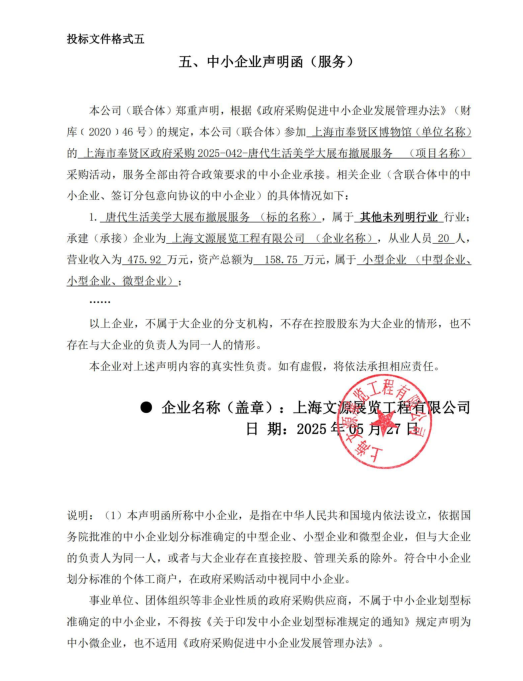 投标文件格式五
五、中小企业声明函（服务）
本公司（联合体）郑重声明，根据《政府采购促进中小企业发展管理办法》（财
库﹝2020﹞46 号）的规定，本公司（联合体）参加 上海市奉贤区博物馆（单位名称）
的 上海市奉贤区政府采购 2025-042-唐代生活美学大展布撤展服务 （项目名称）
采购活动，服务全部由符合政策要求的中小企业承接。相关企业（含联合体中的中
小企业、签订分包意向协议的中小企业）的具体情况如下：
1. 唐代生活美学大展布撤展服务 （标的名称），属于 其他未列明行业 行业；
承建（承接）企业为 上海文源展览工程有限公司 （企业名称），从业人员 20 人，
营业收入为 475.92 万元，资产总额为 158.75 万元，属于 小型企业（中型企业、
小型企业、微型企业）；
……
以上企业，不属于大企业的分支机构，不存在控股股东为大企业的情形，也不
存在与大企业的负责人为同一人的情形。
本企业对上述声明内容的真实性负责。如有虚假，将依法承担相应责任。
● 企业名称（盖章）：上海文源展览工程有限公司
日 期：2025 年 05 月 27 日
上海文源展览工程有限公司
说明：（1）本声明函所称中小企业，是指在中华人民共和国境内依法设立，依据国
务院批准的中小企业划分标准确定的中型企业、小型企业和微型企业，但与大企业
的负责人为同一人，或者与大企业存在直接控股、管理关系的除外。符合中小企业
划分标准的个体工商户，在政府采购活动中视同中小企业。
事业单位、团体组织等非企业性质的政府采购供应商，不属于中小企业划型标
准确定的中小企业，不得按《关于印发中小企业划型标准规定的通知》规定声明为
中小微企业，也不适用《政府采购促进中小企业发展管理办法》。